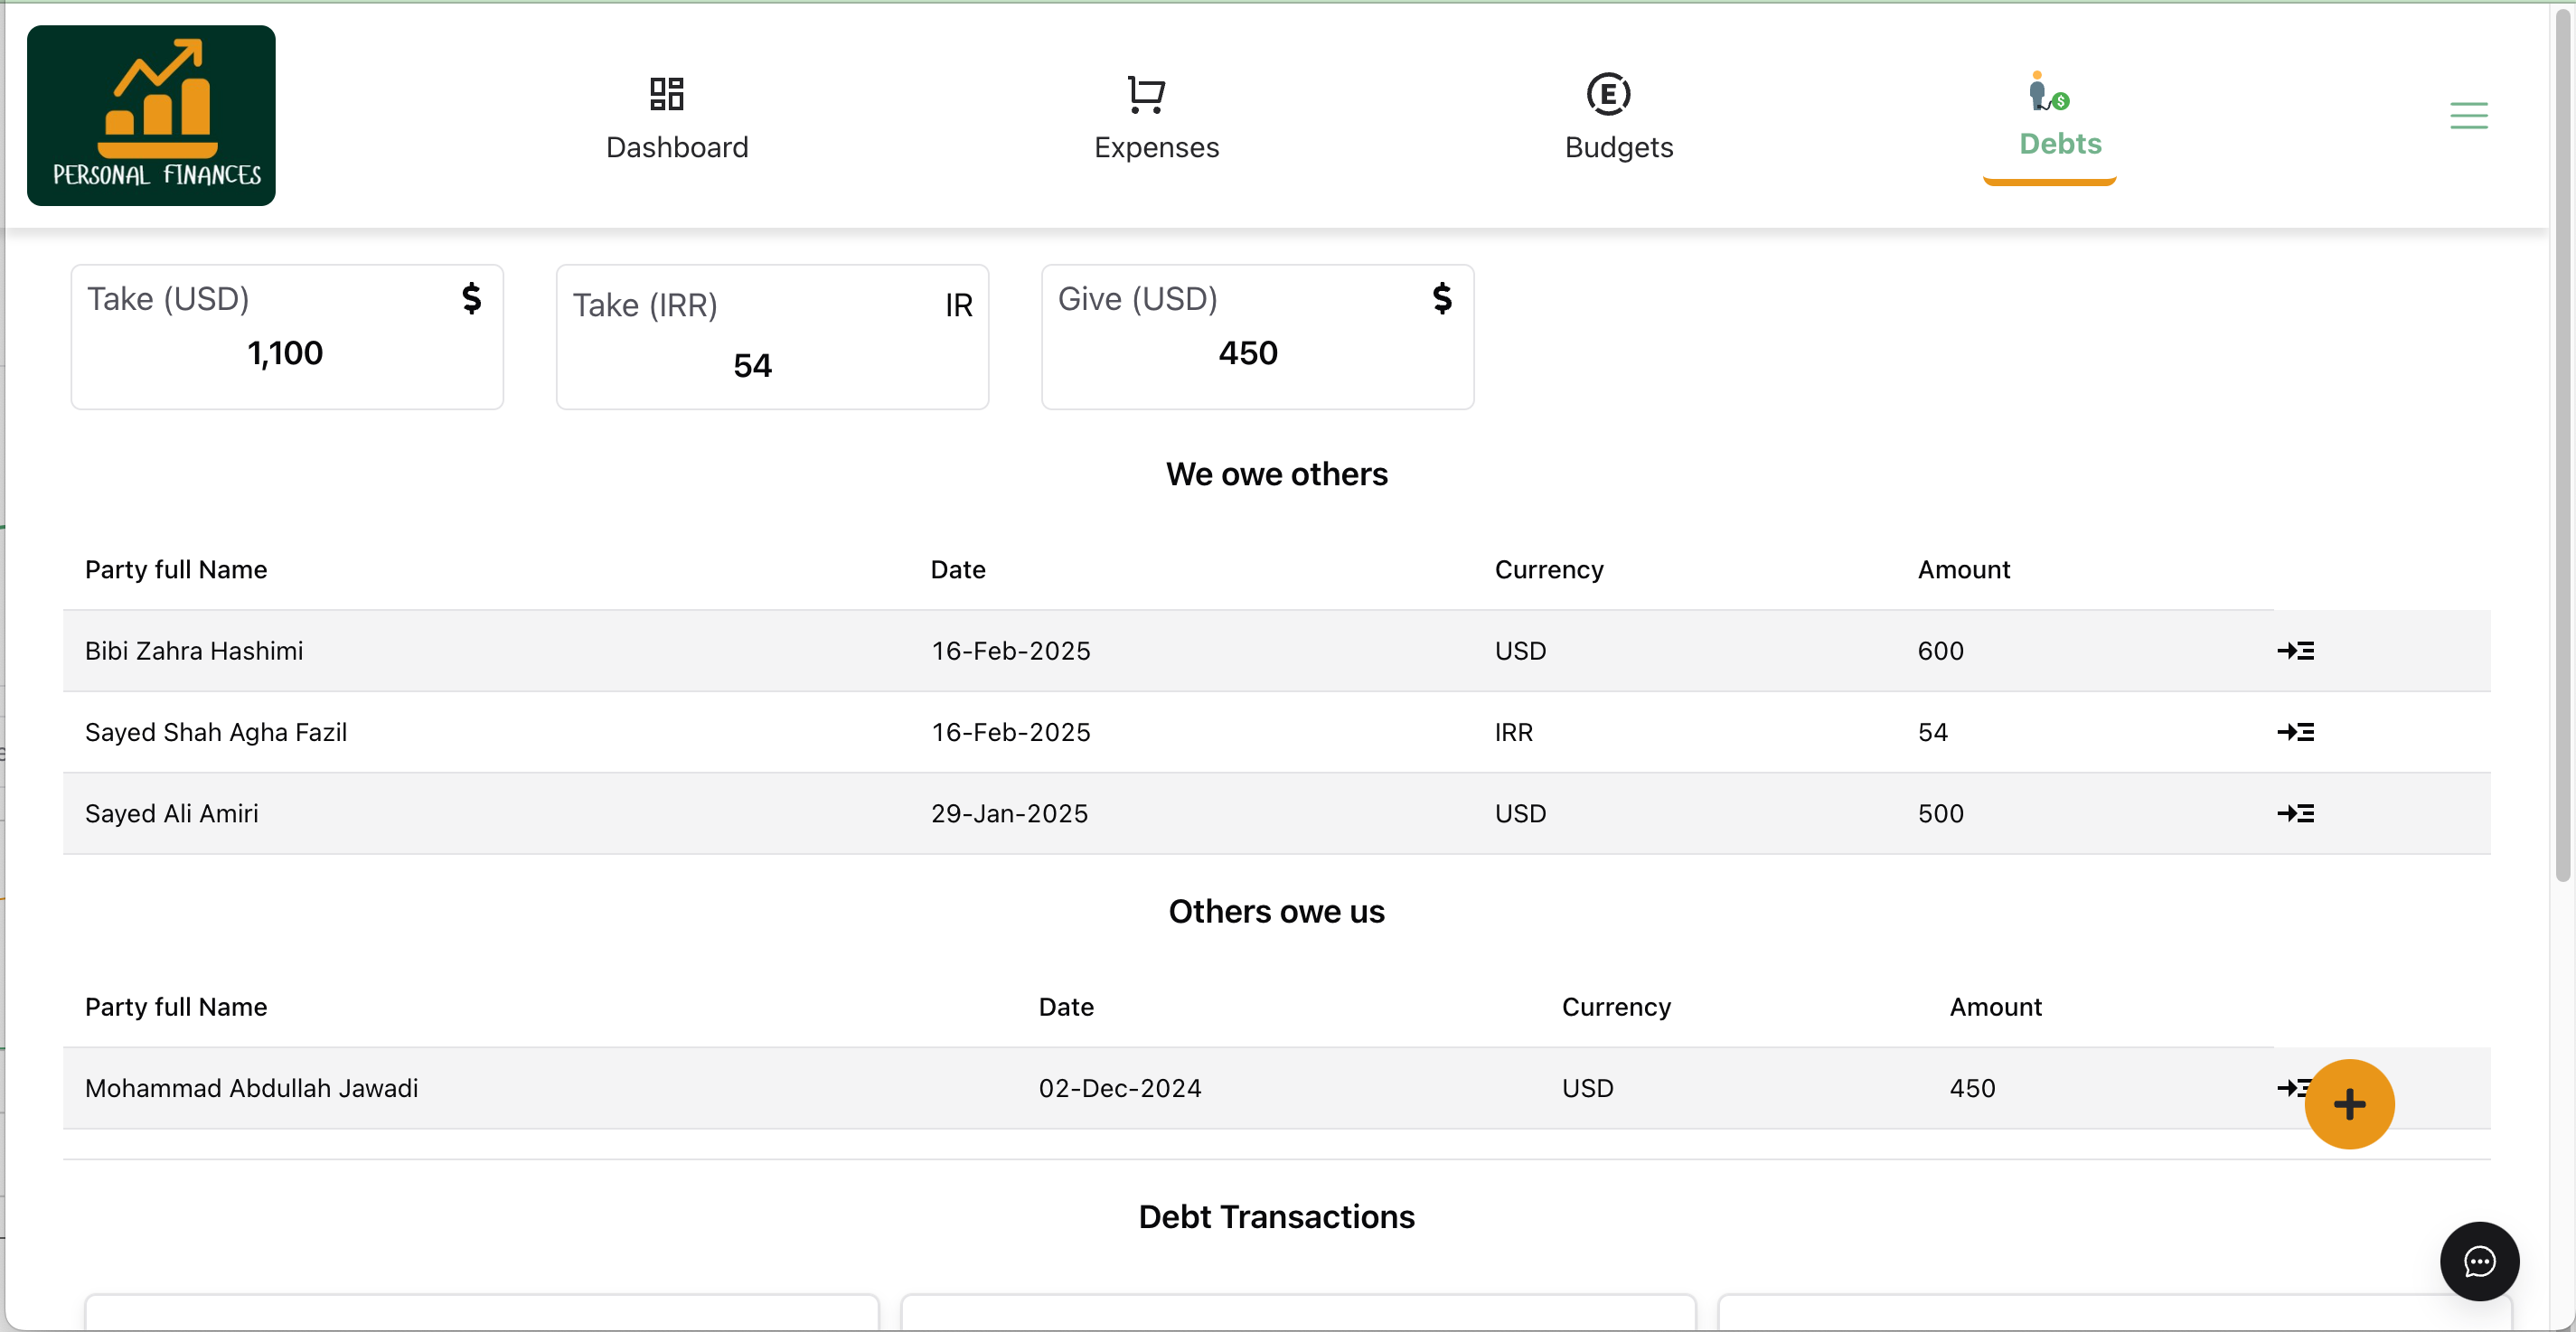 PERSONAL FINANCES
Dashboard
Expenses
E
Budgets
$
Debts
Take (USD) $
1,100
Take (IRR) IR
54
Give (USD) $
450
We owe others
Party full Name Date Currency Amount
Bibi Zahra Hashimi 16-Feb-2025 USD 600
Sayed Shah Agha Fazil 16-Feb-2025 IRR 54
Sayed Ali Amiri 29-Jan-2025 USD 500
Others owe us
Party full Name Date Currency Amount
Mohammad Abdullah Jawadi 02-Dec-2024 USD 450
+
Debt Transactions